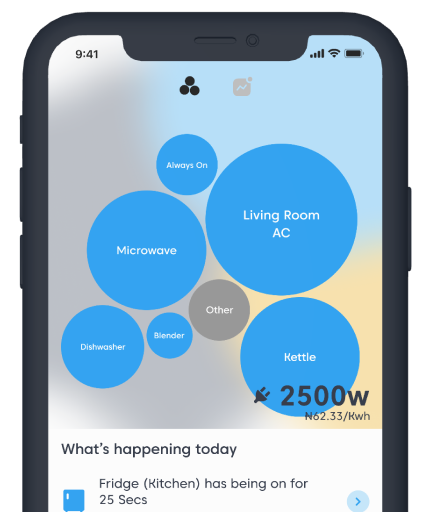 9:41
Always On
Living Room
AC
Microwave
Other
Blender
Dishwasher
Kettle
2500w
N62.33/Kwh
What's happening today
Fridge (Kitchen) has being on for
25 Secs